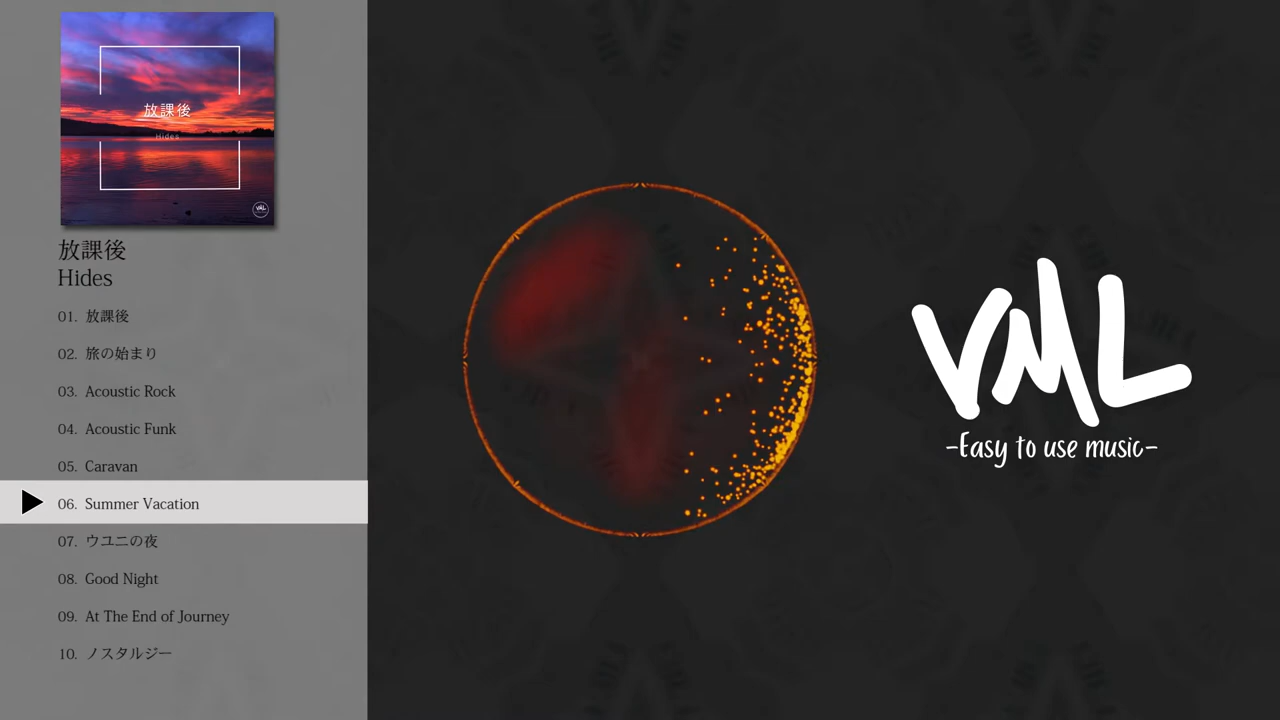 放課後
Hides
VML
放課後
Hides
01. 放課後
02. 旅の始まり
03. Acoustic Rock
04. Acoustic Funk
05. Caravan
06. Summer Vacation
07. ウユニの夜
08. Good Night
09. At The End of Journey
10. ノスタルジー
VML
-Easy to use music-